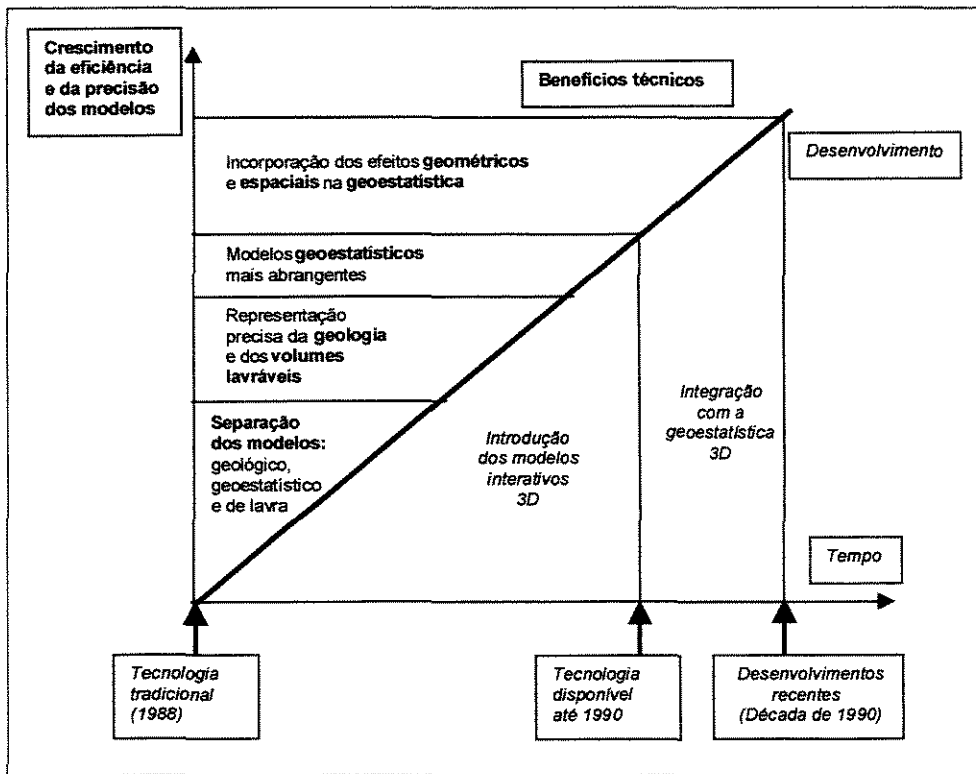 Crescimento
da eficiência
e da precisão
dos modelos
Benefícios técnicos
Desenvolvimento
Incorporação dos efeitos geométricos
e espaciais na geoestatística
Modelos geoestatísticos
mais abrangentes
Representação
precisa da geologia
e dos volumes
lavráveis
Separação
dos modelos:
geológico,
geoestatístico
e de lavra
Introdução
dos modelos
interativos
3D
Integração
com a
geoestatística
3D
Tempo
Tecnologia
tradicional
(1988)
Tecnologia
disponível
até 1990
Desenvolvimentos
recentes
(Década de 1990)